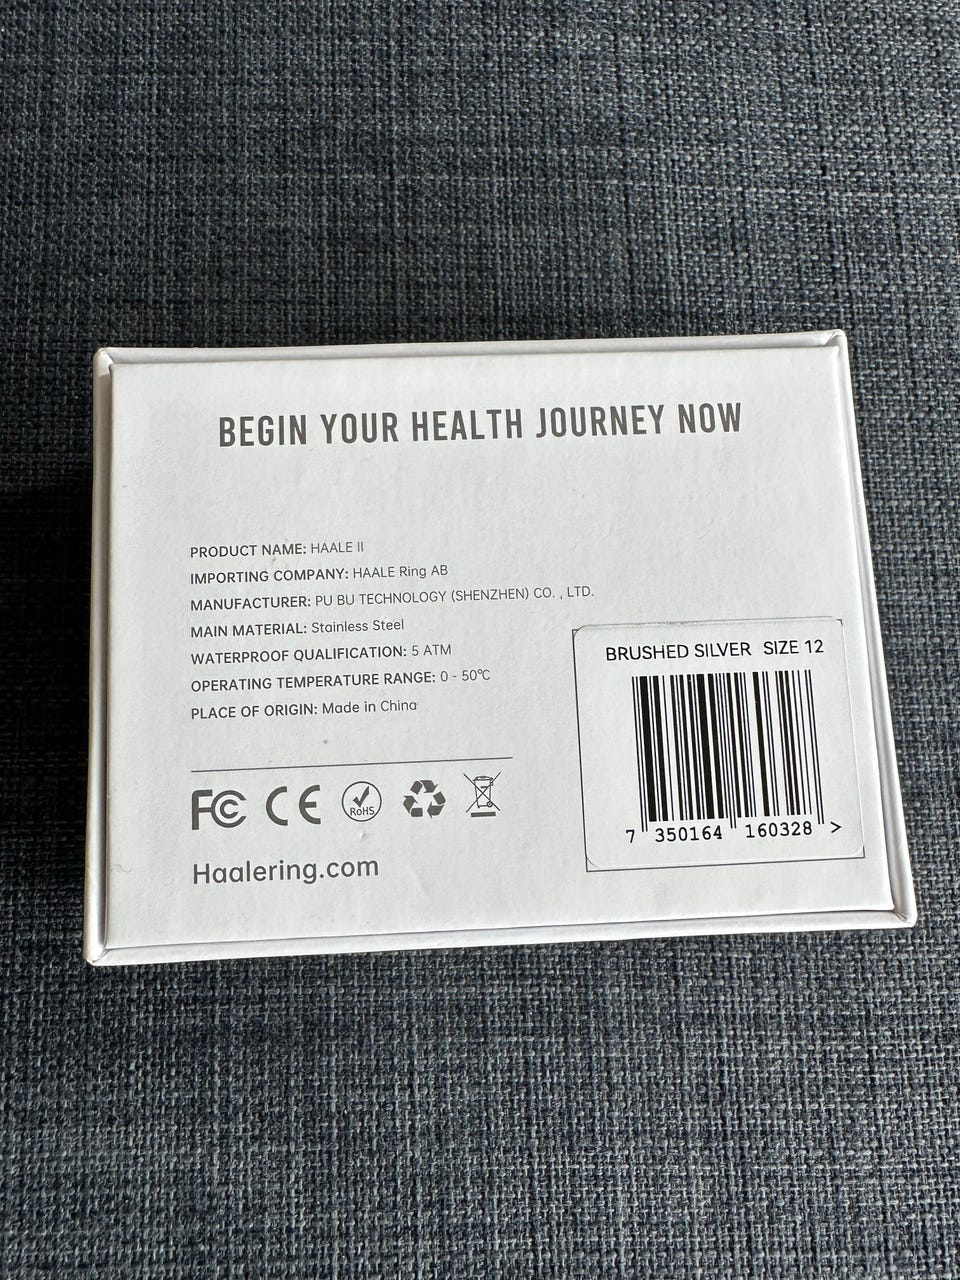 BEGIN YOUR HEALTH JOURNEY NOW
PRODUCT NAME: HAALE II
IMPORTING COMPANY: HAALE Ring AB
MANUFACTURER: PU BU TECHNOLOGY (SHENZHEN) CO. , LTD.
MAIN MATERIAL: Stainless Steel
WATERPROOF QUALIFICATION: 5 ATM
OPERATING TEMPERATURE RANGE: 0 - 50℃
PLACE OF ORIGIN: Made in China
FC CE RoHS
Haalering.com
BRUSHED SILVER SIZE 12
7 350164 160328 >